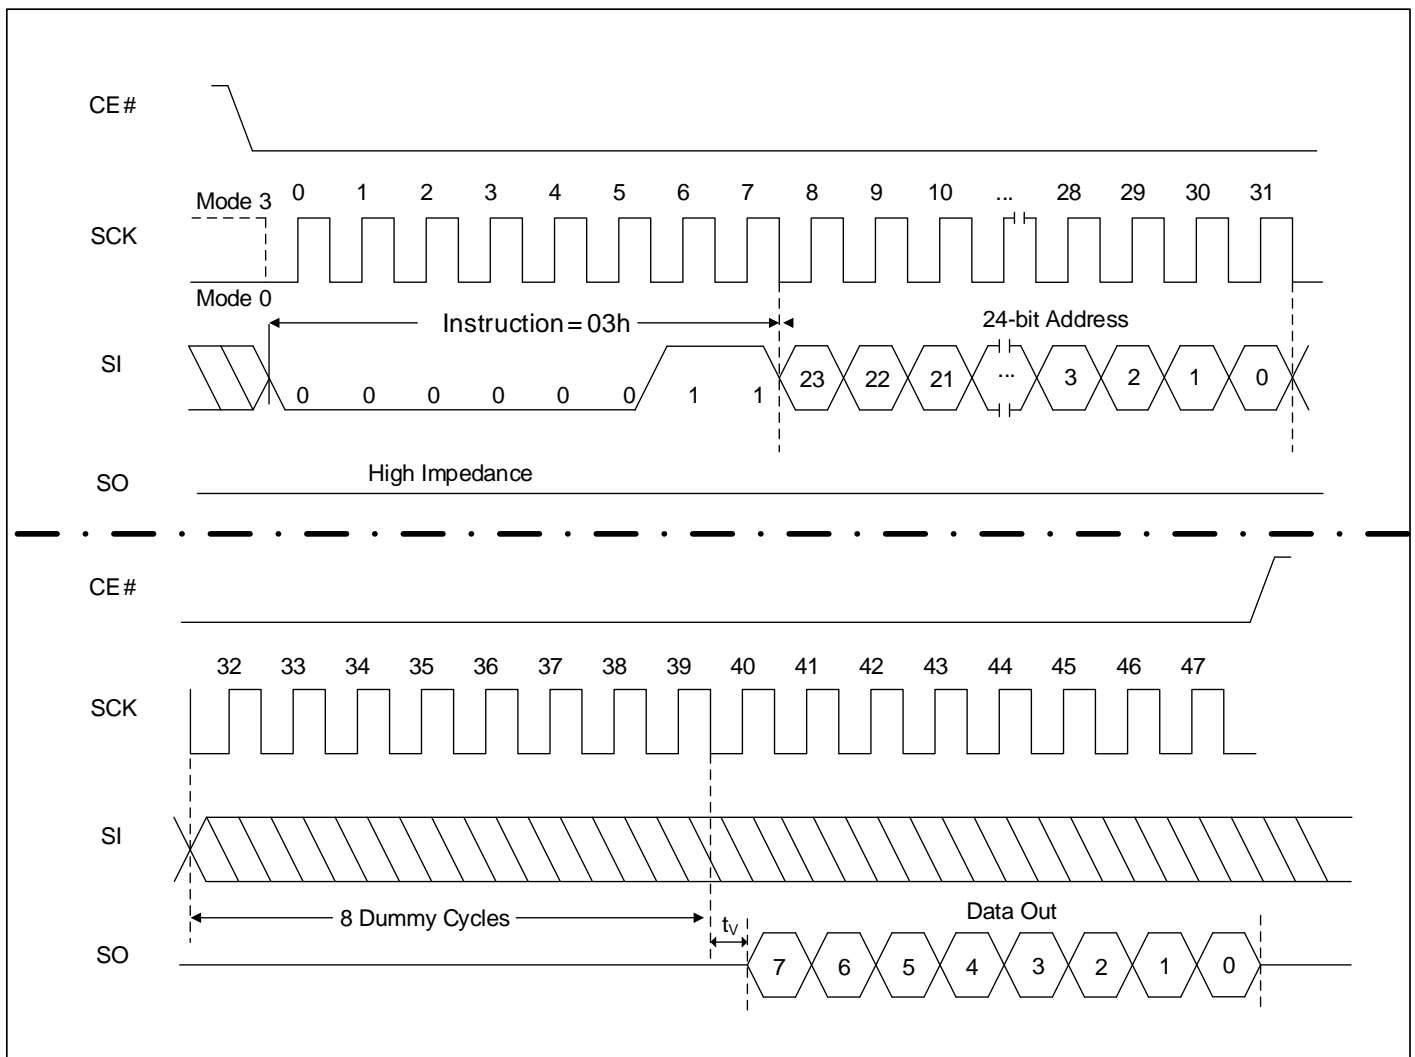 CE#
0 1 2 3 4 5 6 7 8 9 10 ... 28 29 30 31
Mode 3
SCK
Mode 0
Instruction = 03h 24-bit Address
SI
0 0 0 0 0 0 1 1 23 22 21 ... 3 2 1 0
High Impedance
SO
CE#
32 33 34 35 36 37 38 39 40 41 42 43 44 45 46 47
SCK
SI
8 Dummy Cycles tV Data Out
SO
7 6 5 4 3 2 1 0